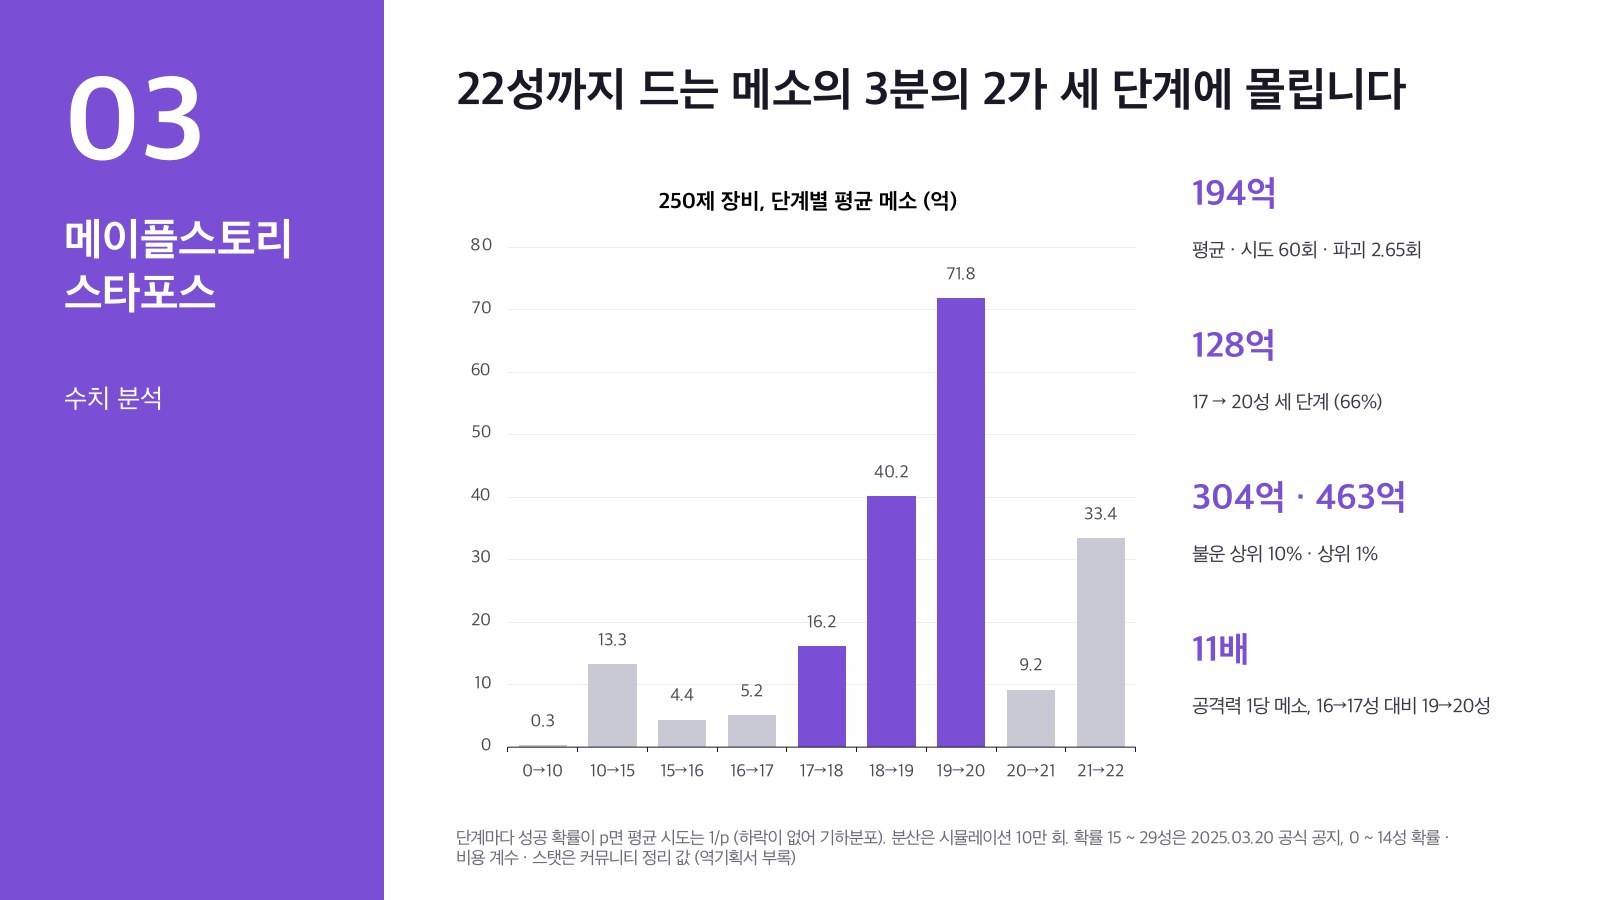 03
메이플스토리
스타포스
수치 분석
22성까지 드는 메소의 3분의 2가 세 단계에 몰립니다
250제 장비, 단계별 평균 메소 (억)
80
70
60
50
40
30
20
10
0
0.3
13.3
4.4
5.2
16.2
40.2
71.8
9.2
33.4
0→10
10→15
15→16
16→17
17→18
18→19
19→20
20→21
21→22
194억
평균 · 시도 60회 · 파괴 2.65회
128억
17 → 20성 세 단계 (66%)
304억 · 463억
불운 상위 10% · 상위 1%
11배
공격력 1당 메소, 16→17성 대비 19→20성
단계마다 성공 확률이 p면 평균 시도는 1/p (하락이 없어 기하분포). 분산은 시뮬레이션 10만 회. 확률 15 ~ 29성은 2025.03.20 공식 공지, 0 ~ 14성 확률 ·
비용 계수 · 스탯은 커뮤니티 정리 값 (역기획서 부록)